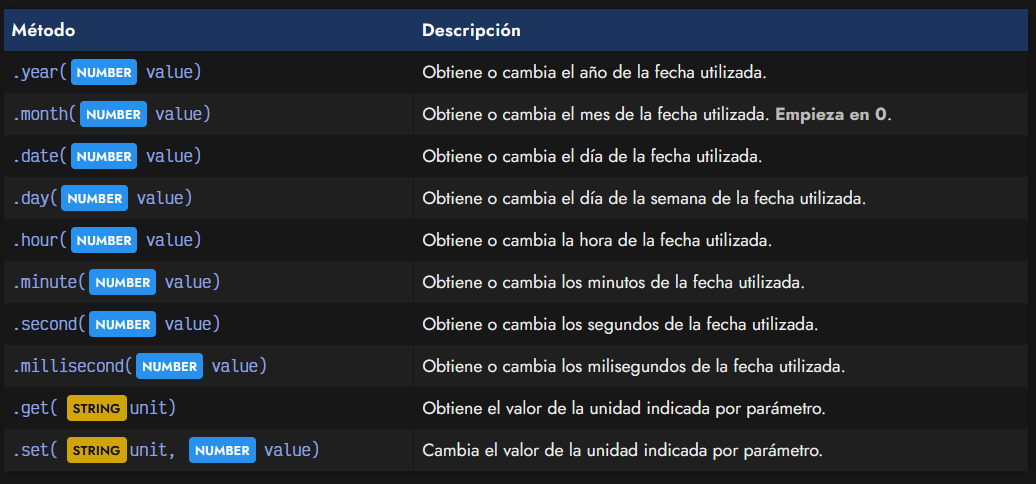 Método Descripción
.year( NUMBER value) Obtiene o cambia el año de la fecha utilizada.
.month( NUMBER value) Obtiene o cambia el mes de la fecha utilizada. Empieza en 0.
.date( NUMBER value) Obtiene o cambia el día de la fecha utilizada.
.day( NUMBER value) Obtiene o cambia el día de la semana de la fecha utilizada.
.hour( NUMBER value) Obtiene o cambia la hora de la fecha utilizada.
.minute( NUMBER value) Obtiene o cambia los minutos de la fecha utilizada.
.second( NUMBER value) Obtiene o cambia los segundos de la fecha utilizada.
.millisecond( NUMBER value) Obtiene o cambia los milisegundos de la fecha utilizada.
.get( STRING unit) Obtiene el valor de la unidad indicada por parámetro.
.set( STRING unit, NUMBER value) Cambia el valor de la unidad indicada por parámetro.